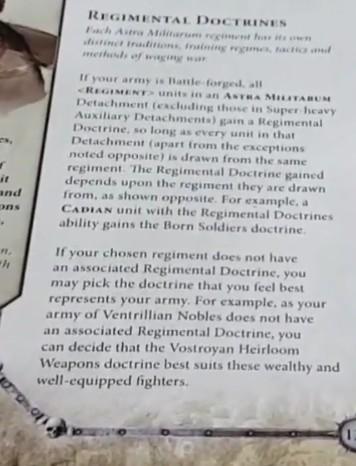 REGIMENTAL DOCTRINES
Each Astra Militarum regiment has its own
distinct traditions, training regimes, tactics and
methods of waging war.
If your army is Battle-forged, all
<REGIMENT> units in an ASTRA MILITARUM
Detachment (excluding those in Super-heavy
Auxiliary Detachments) gain a Regimental
Doctrine, so long as every unit in that
Detachment (apart from the exceptions
noted opposite) is drawn from the same
regiment. The Regimental Doctrine gained
depends upon the regiment they are drawn
from, as shown opposite. For example, a
CADIAN unit with the Regimental Doctrines
ability gains the Born Soldiers doctrine.
If your chosen regiment does not have
an associated Regimental Doctrine, you
may pick the doctrine that you feel best
represents your army. For example, as your
army of Ventrillian Nobles does not have
an associated Regimental Doctrine, you
can decide that the Vostroyan Heirloom
Weapons doctrine best suits these wealthy and
well-equipped fighters.